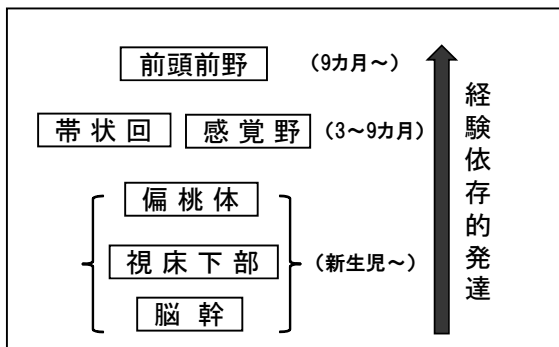 前頭前野 (9カ月～)
帯状回 感覚野 (3～9カ月)
偏桃体
視床下部 (新生児～)
脳幹
経験依存的発達